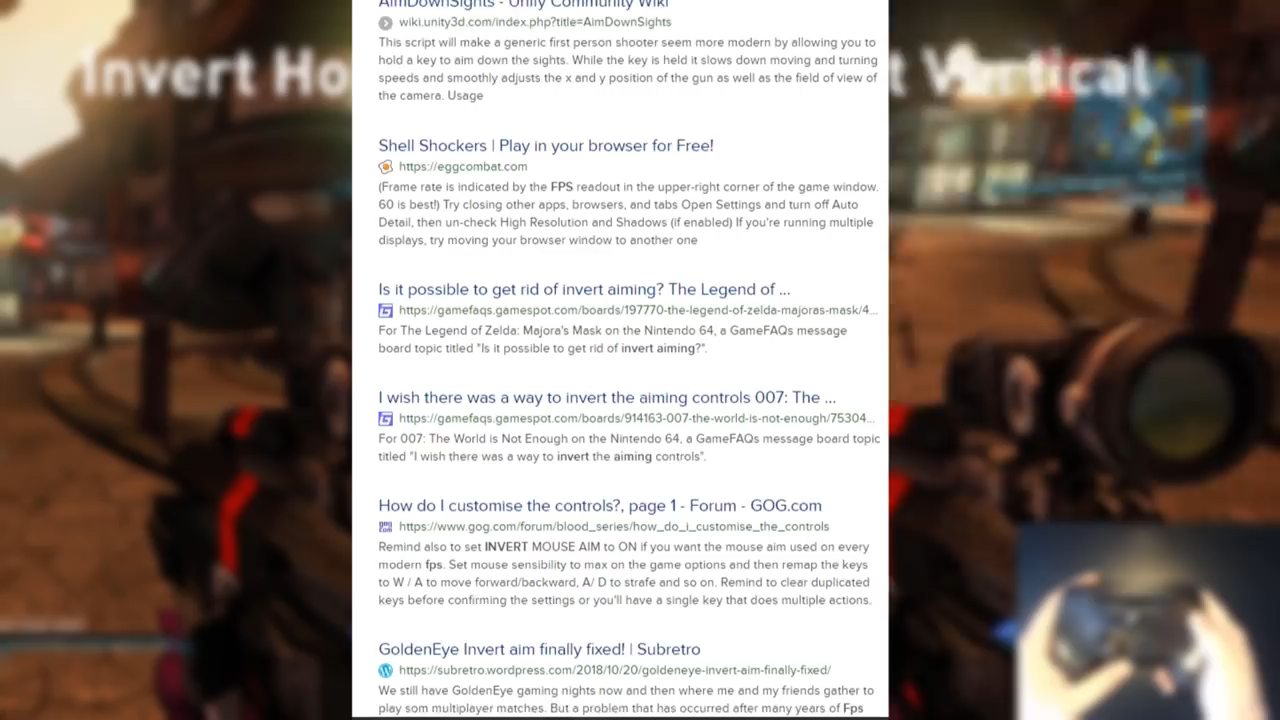 AimDownSights - Unify Community Wiki
wiki.unity3d.com/index.php?title=AimDownSights
This script will make a generic first person shooter seem more modern by allowing you to
hold a key to aim down the sights. While the key is held it slows down moving and turning
speeds and smoothly adjusts the x and y position of the gun as well as the field of view of
the camera. Usage
Invert Ho
t Vertical
Shell Shockers | Play in your browser for Free!
https://eggcombat.com
(Frame rate is indicated by the FPS readout in the upper-right corner of the game window.
60 is best!) Try closing other apps, browsers, and tabs Open Settings and turn off Auto
Detail, then un-check High Resolution and Shadows (if enabled) If you're running multiple
displays, try moving your browser window to another one
Is it possible to get rid of invert aiming? The Legend of ...
https://gamefaqs.gamespot.com/boards/197770-the-legend-of-zelda-majoras-mask/4...
For The Legend of Zelda: Majora's Mask on the Nintendo 64, a GameFAQs message
board topic titled "Is it possible to get rid of invert aiming?".
I wish there was a way to invert the aiming controls 007: The ...
https://gamefaqs.gamespot.com/boards/914163-007-the-world-is-not-enough/75304...
For 007: The World is Not Enough on the Nintendo 64, a GameFAQs message board topic
titled "I wish there was a way to invert the aiming controls".
How do I customise the controls?, page 1 - Forum - GOG.com
https://www.gog.com/forum/blood_series/how_do_i_customise_the_controls
Remind also to set INVERT MOUSE AIM to ON if you want the mouse aim used on every
modern fps. Set mouse sensibility to max on the game options and then remap the keys
to W / A to move forward/backward, A/ D to strafe and so on. Remind to clear duplicated
keys before confirming the settings or you'll have a single key that does multiple actions.
GoldenEye Invert aim finally fixed! | Subretro
https://subretro.wordpress.com/2018/10/20/goldeneye-invert-aim-finally-fixed/
We still have GoldenEye gaming nights now and then where me and my friends gather to
play som multiplayer matches. But a problem that has occurred after many years of Fps